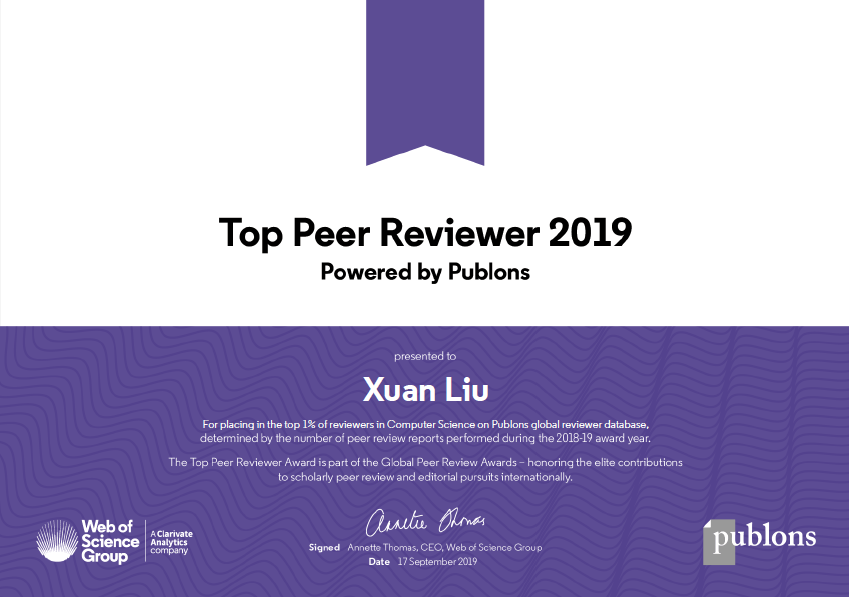 Top Peer Reviewer 2019
Powered by Publons
presented to
Xuan Liu
For placing in the top 1% of reviewers in Computer Science on Publons global reviewer database,
determined by the number of peer review reports performed during the 2018-19 award year.
The Top Peer Reviewer Award is part of the Global Peer Review Awards – honoring the elite contributions
to scholarly peer review and editorial pursuits internationally.
Annette Thomas
Signed Annette Thomas, CEO, Web of Science Group
Date 17 September 2019
Web of
Science
Group
A Clarivate
Analytics
company
publons